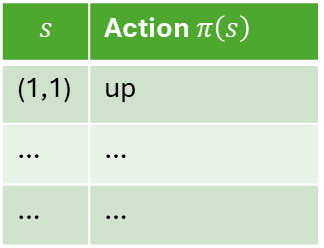 s Action π(s)
(1,1) up
... ...
... ...